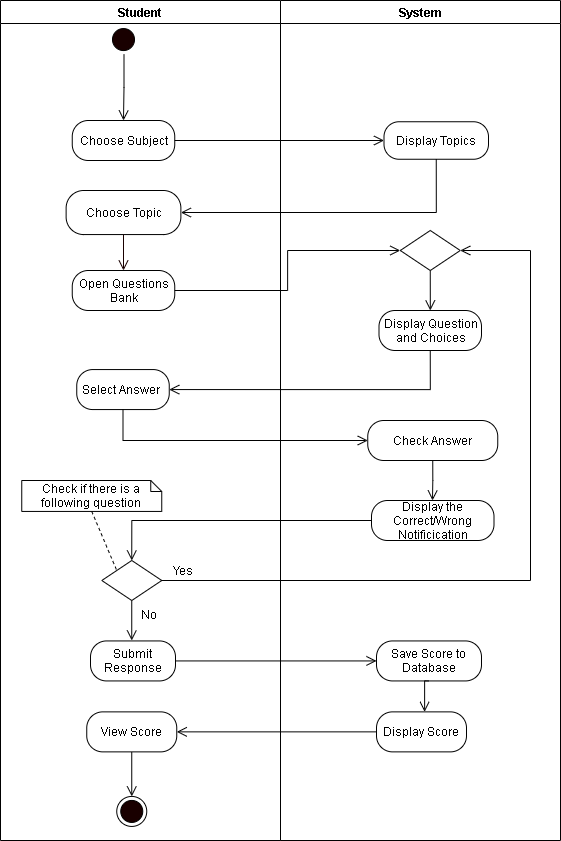 Student
System
Choose Subject
Display Topics
Choose Topic
Open Questions
Bank
Display Question
and Choices
Select Answer
Check Answer
Check if there is a
following question
Display the
Correct/Wrong
Notificication
Yes
No
Submit
Response
Save Score to
Database
View Score
Display Score